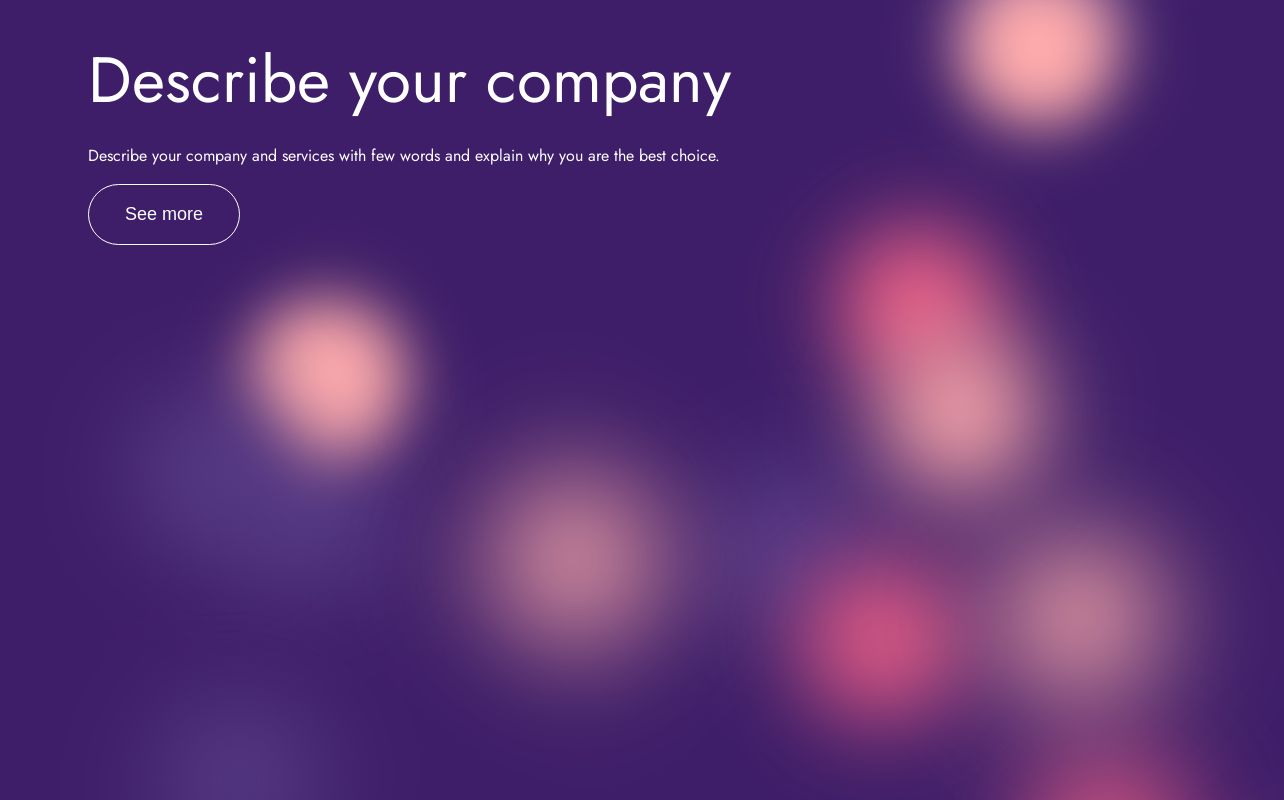 Describe your company
Describe your company and services with few words and explain why you are the best choice.
See more